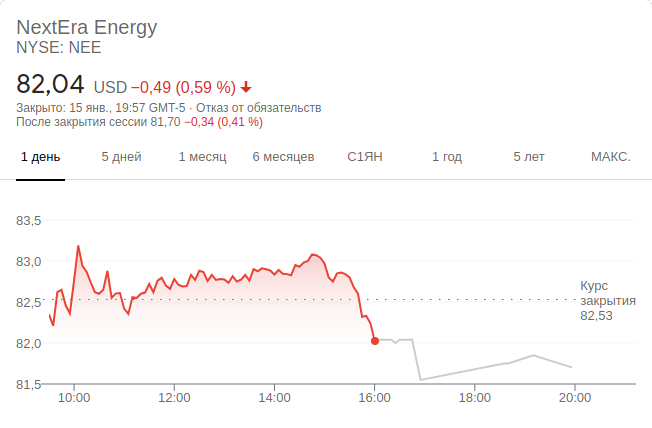 NextEra Energy
NYSE: NEE
82,04 USD −0,49 (0,59 %)
Закрыто: 15 янв., 19:57 GMT-5 · Отказ от обязательств
После закрытия сессии 81,70 −0,34 (0,41 %)
1 день 5 дней 1 месяц 6 месяцев С1ЯН 1 год 5 лет МАКС.
83,5
83,0
82,5
82,0
81,5
Курс
закрытия
82,53
10:00 12:00 14:00 16:00 18:00 20:00